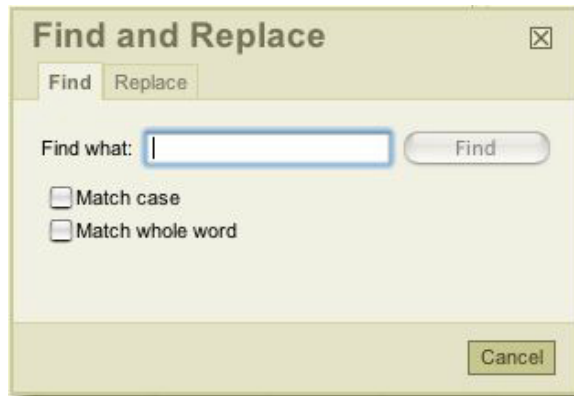 Find and Replace
Find Replace
Find what: Find
Match case
Match whole word
Cancel